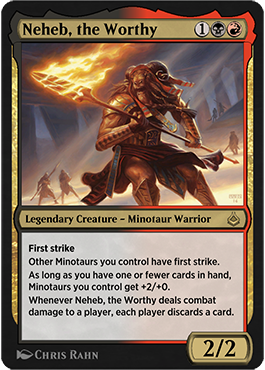 Neheb, the Worthy 1
Legendary Creature – Minotaur Warrior
First strike
Other Minotaurs you control have first strike.
As long as you have one or fewer cards in hand,
Minotaurs you control get +2/+0.
Whenever Neheb, the Worthy deals combat
damage to a player, each player discards a card.
2/2
Chris Rahn